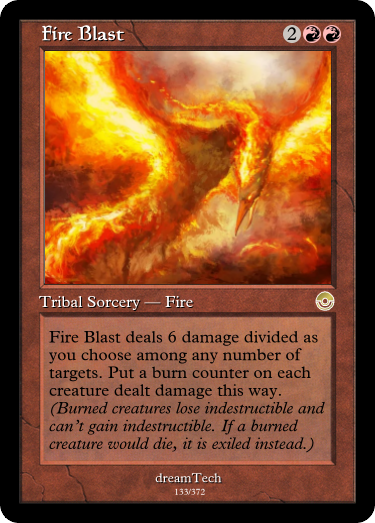 Fire Blast 2
Tribal Sorcery — Fire
Fire Blast deals 6 damage divided as
you choose among any number of
targets. Put a burn counter on each
creature dealt damage this way.
(Burned creatures lose indestructible and
can't gain indestructible. If a burned
creature would die, it is exiled instead.)
dreamTech
133/372